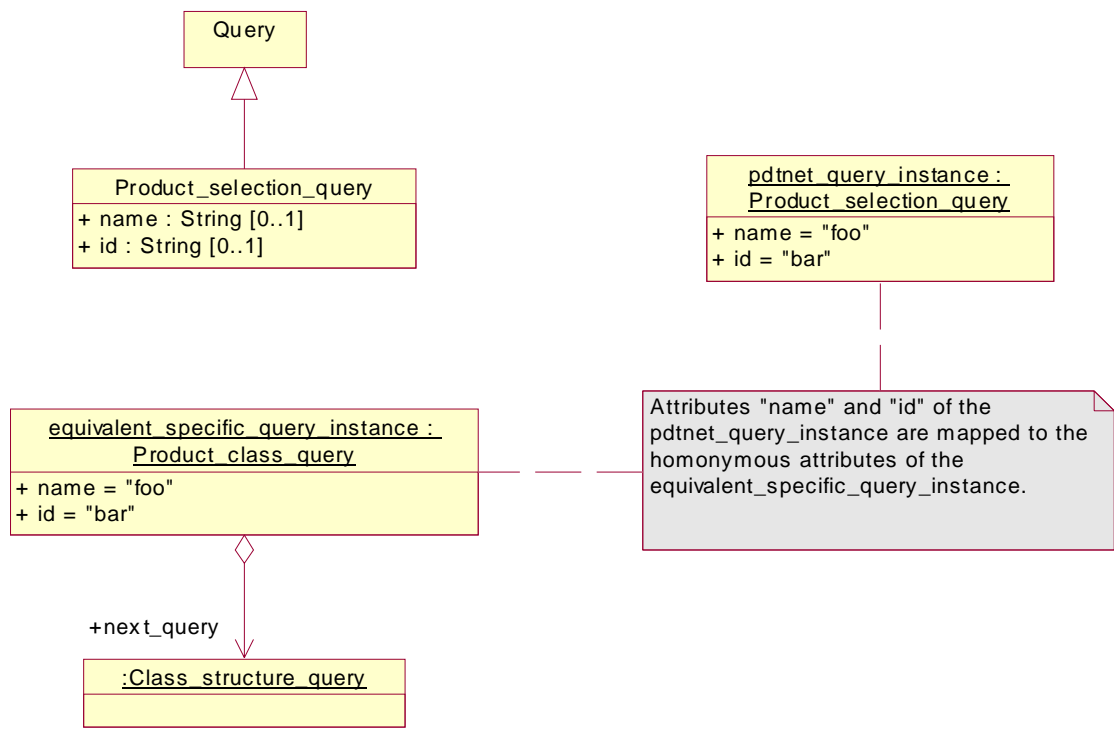 Query
Product_selection_query
+ name : String [0..1]
+ id : String [0..1]
pdtnet_query_instance :
Product_selection_query
+ name = "foo"
+ id = "bar"
equivalent_specific_query_instance :
Product_class_query
+ name = "foo"
+ id = "bar"
Attributes "name" and "id" of the
pdtnet_query_instance are mapped to the
homonymous attributes of the
equivalent_specific_query_instance.
+next_query
:Class_structure_query